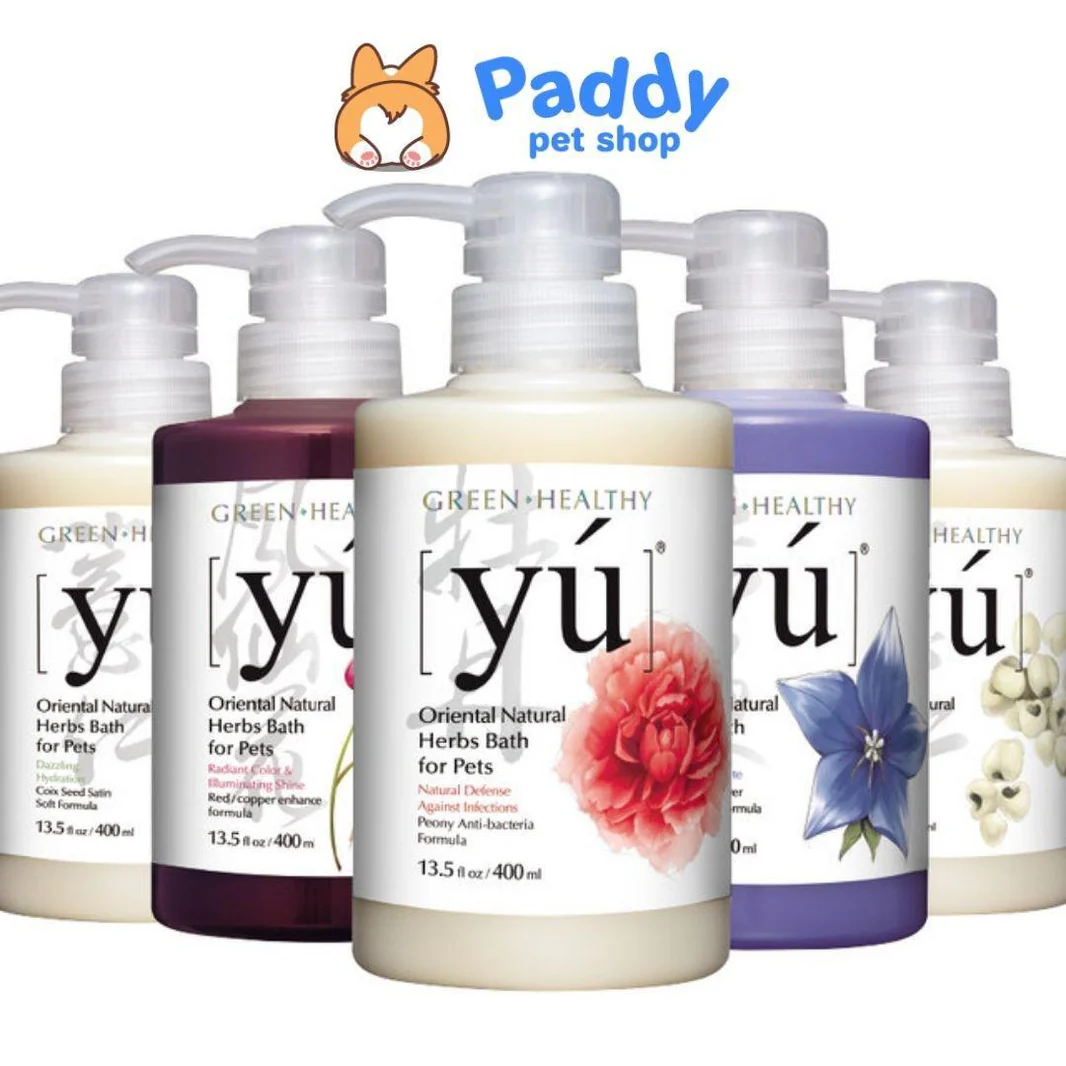 Paddy
pet shop
GREEN•H
[y
Oriental Natural
Herbs Bath
for Pets
Dazzling
Hydration
Coix Seed Satin
Soft Formula
13.5 fl oz / 400 ml
GREEN•HEA
[yú
Oriental Natural
Herbs Bath
for Pets
Radiant Color &
Illuminating Shine
Red/copper enhance
formula
13.5 fl oz / 400 m
牡丹
GREEN•HEALTHY
[yú]®
Oriental Natural
Herbs Bath
for Pets
Natural Defense
Against Infections
Peony Anti-bacteria
Formula
13.5 fl oz / 400 ml
HEALTHY
yú]®
ml
HEALTHY
ú]®